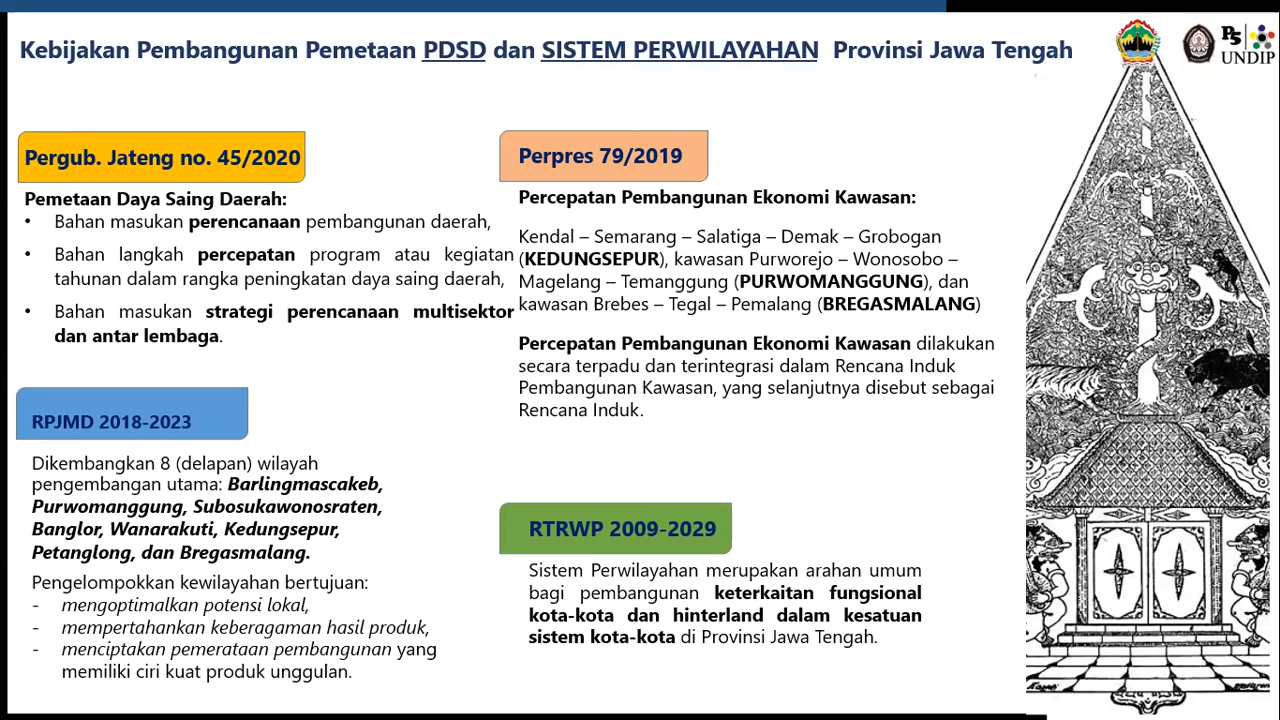 Kebijakan Pembangunan Pemetaan PDSD dan SISTEM PERWILAYAHAN Provinsi Jawa Tengah
UNDIP
Pergub. Jateng no. 45/2020
Pemetaan Daya Saing Daerah:
• Bahan masukan perencanaan pembangunan daerah,
• Bahan langkah percepatan program atau kegiatan
tahunan dalam rangka peningkatan daya saing daerah,
• Bahan masukan strategi perencanaan multisektor
dan antar lembaga.
RPJMD 2018-2023
Dikembangkan 8 (delapan) wilayah
pengembangan utama: Barlingmascakeb,
Purwomanggung, Subosukawonosraten,
Banglor, Wanarakuti, Kedungsepur,
Petanglong, dan Bregasmalang.
Pengelompokkan kewilayahan bertujuan:
- mengoptimalkan potensi lokal,
- mempertahankan keberagaman hasil produk,
- menciptakan pemerataan pembangunan yang
memiliki ciri kuat produk unggulan.
Perpres 79/2019
Percepatan Pembangunan Ekonomi Kawasan:
Kendal – Semarang – Salatiga – Demak – Grobogan
(KEDUNGSEPUR), kawasan Purworejo – Wonosobo –
Magelang – Temanggung (PURWOMANGGUNG), dan
kawasan Brebes – Tegal – Pemalang (BREGASMALANG)
Percepatan Pembangunan Ekonomi Kawasan dilakukan
secara terpadu dan terintegrasi dalam Rencana Induk
Pembangunan Kawasan, yang selanjutnya disebut sebagai
Rencana Induk.
RTRWP 2009-2029
Sistem Perwilayahan merupakan arahan umum
bagi pembangunan keterkaitan fungsional
kota-kota dan hinterland dalam kesatuan
sistem kota-kota di Provinsi Jawa Tengah.